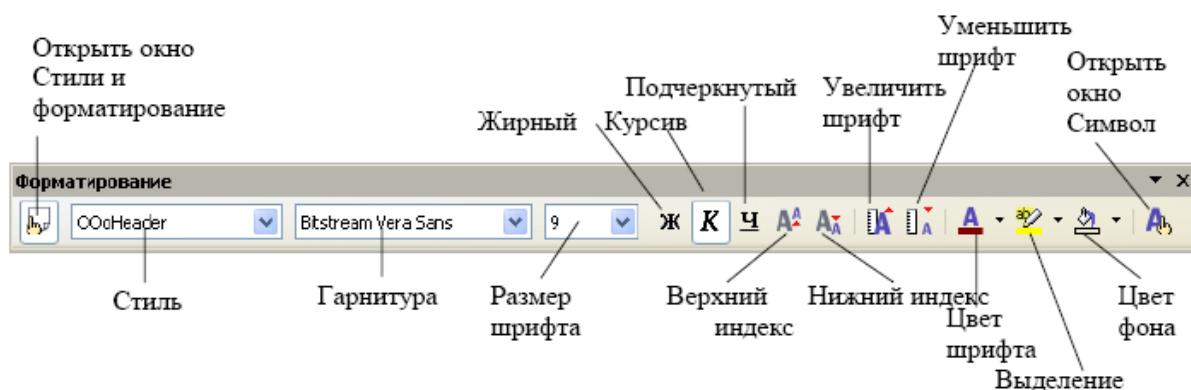 Открыть окно
Стили и
форматирование
Жирный
Курсив
Подчеркнутый
Увеличить
шрифт
Уменьшить
шрифт
Открыть
окно
Символ
Форматирование
OOoHeader
Bitstream Vera Sans
9
Ж
К
Ч
Стиль
Гарнитура
Размер
шрифта
Верхний
индекс
Нижний индекс
Цвет
шрифта
Выделение
Цвет
фона